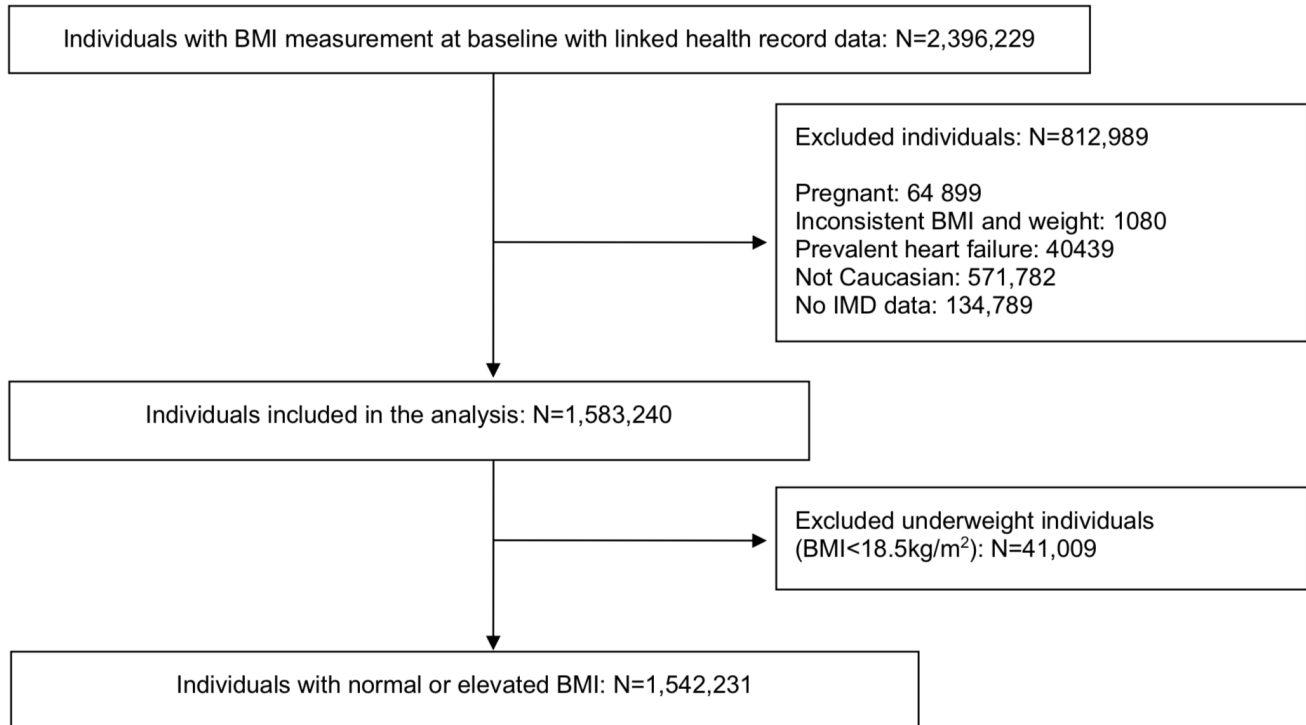 Individuals with BMI measurement at baseline with linked health record data: N=2,396,229
Excluded individuals: N=812,989
Pregnant: 64 899
Inconsistent BMI and weight: 1080
Prevalent heart failure: 40439
Not Caucasian: 571,782
No IMD data: 134,789
Individuals included in the analysis: N=1,583,240
Excluded underweight individuals
(BMI<18.5kg/m²): N=41,009
Individuals with normal or elevated BMI: N=1,542,231